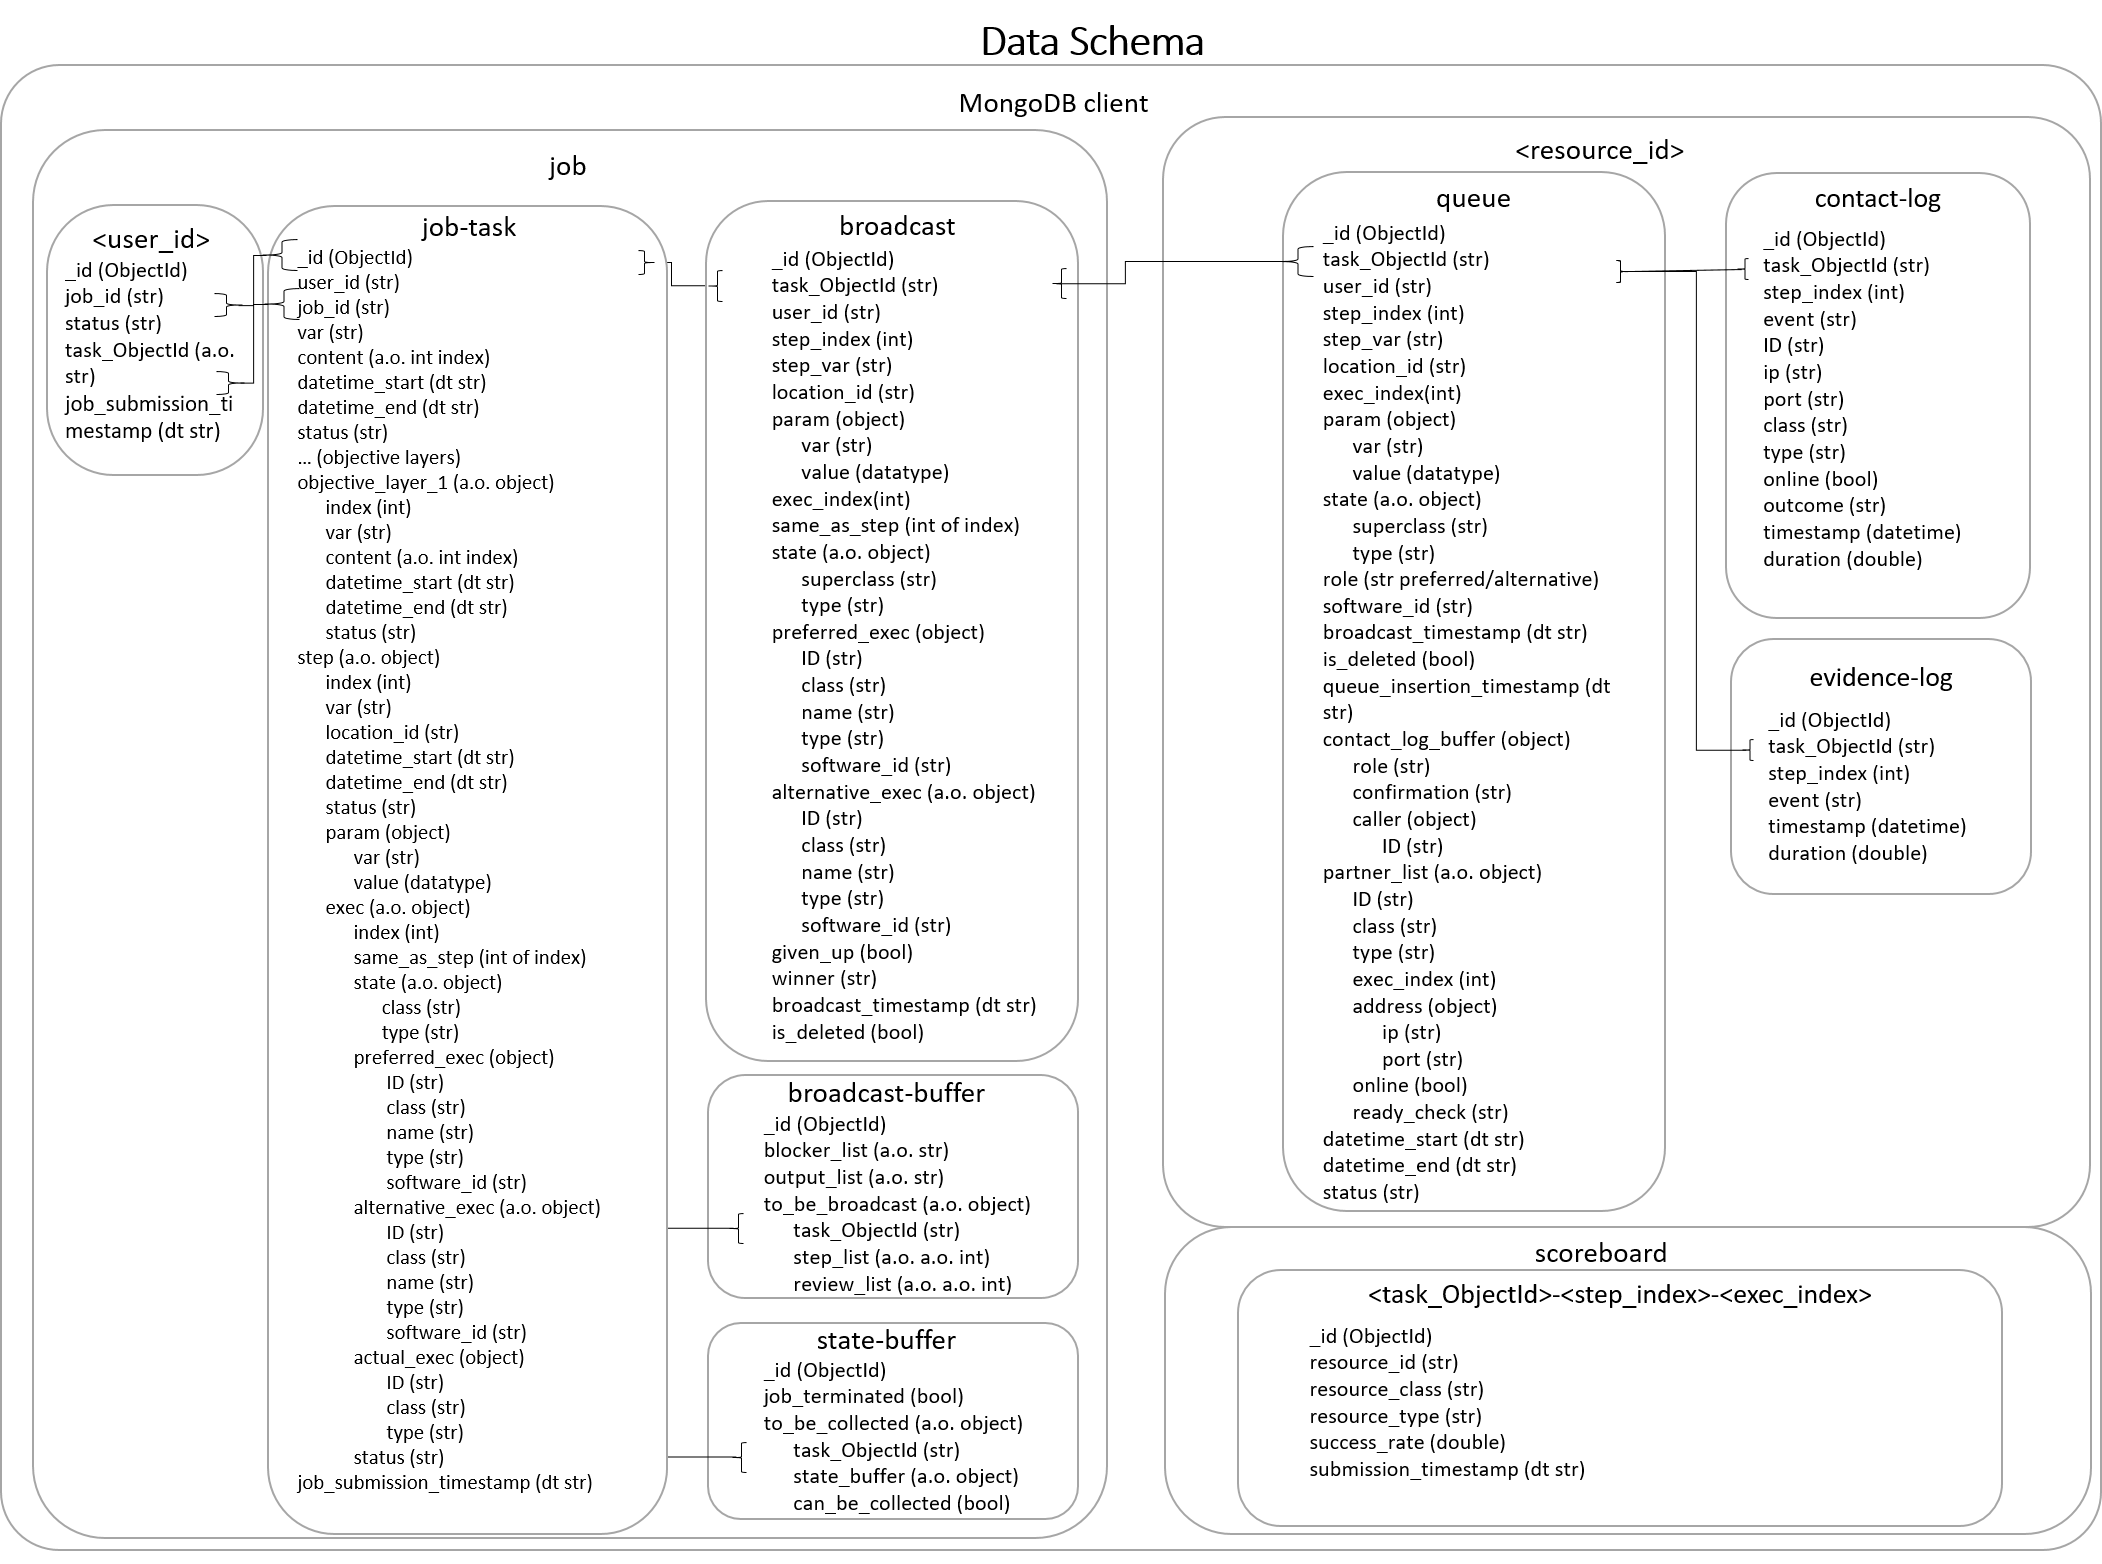 Data Schema
MongoDB client
job
<user_id>
_id (ObjectId)
job_id (str)
status (str)
task_ObjectId (a.o.
str)
job_submission_ti
mestamp (dt str)
job-task
_id (ObjectId)
user_id (str)
job_id (str)
var (str)
content (a.o. int index)
datetime_start (dt str)
datetime_end (dt str)
status (str)
... (objective layers)
objective_layer_1 (a.o. object)
index (int)
var (str)
content (a.o. int index)
datetime_start (dt str)
datetime_end (dt str)
status (str)
step (a.o. object)
index (int)
var (str)
location_id (str)
datetime_start (dt str)
datetime_end (dt str)
status (str)
param (object)
var (str)
value (datatype)
exec (a.o. object)
index (int)
same_as_step (int of index)
state (a.o. object)
class (str)
type (str)
preferred_exec (object)
ID (str)
class (str)
name (str)
type (str)
software_id (str)
alternative_exec (a.o. object)
ID (str)
class (str)
name (str)
type (str)
software_id (str)
actual_exec (object)
ID (str)
class (str)
type (str)
status (str)
job_submission_timestamp (dt str)
broadcast
_id (ObjectId)
task_ObjectId (str)
user_id (str)
step_index (int)
step_var (str)
location_id (str)
param (object)
var (str)
value (datatype)
exec_index(int)
same_as_step (int of index)
state (a.o. object)
superclass (str)
type (str)
preferred_exec (object)
ID (str)
class (str)
name (str)
type (str)
software_id (str)
alternative_exec (a.o. object)
ID (str)
class (str)
name (str)
type (str)
software_id (str)
given_up (bool)
winner (str)
broadcast_timestamp (dt str)
is_deleted (bool)
broadcast-buffer
_id (ObjectId)
blocker_list (a.o. str)
output_list (a.o. str)
to_be_broadcast (a.o. object)
task_ObjectId (str)
step_list (a.o. a.o. int)
review_list (a.o. a.o. int)
state-buffer
_id (ObjectId)
job_terminated (bool)
to_be_collected (a.o. object)
task_ObjectId (str)
state_buffer (a.o. object)
can_be_collected (bool)
<resource_id>
queue
_id (ObjectId)
task_ObjectId (str)
user_id (str)
step_index (int)
step_var (str)
location_id (str)
exec_index(int)
param (object)
var (str)
value (datatype)
state (a.o. object)
superclass (str)
type (str)
role (str preferred/alternative)
software_id (str)
broadcast_timestamp (dt str)
is_deleted (bool)
queue_insertion_timestamp (dt
str)
contact_log_buffer (object)
role (str)
confirmation (str)
caller (object)
ID (str)
partner_list (a.o. object)
ID (str)
class (str)
type (str)
exec_index (int)
address (object)
ip (str)
port (str)
online (bool)
ready_check (str)
datetime_start (dt str)
datetime_end (dt str)
status (str)
contact-log
_id (ObjectId)
task_ObjectId (str)
step_index (int)
event (str)
ID (str)
ip (str)
port (str)
class (str)
type (str)
online (bool)
outcome (str)
timestamp (datetime)
duration (double)
evidence-log
_id (ObjectId)
task_ObjectId (str)
step_index (int)
event (str)
timestamp (datetime)
duration (double)
scoreboard
<task_ObjectId>-<step_index>-<exec_index>
_id (ObjectId)
resource_id (str)
resource_class (str)
resource_type (str)
success_rate (double)
submission_timestamp (dt str)